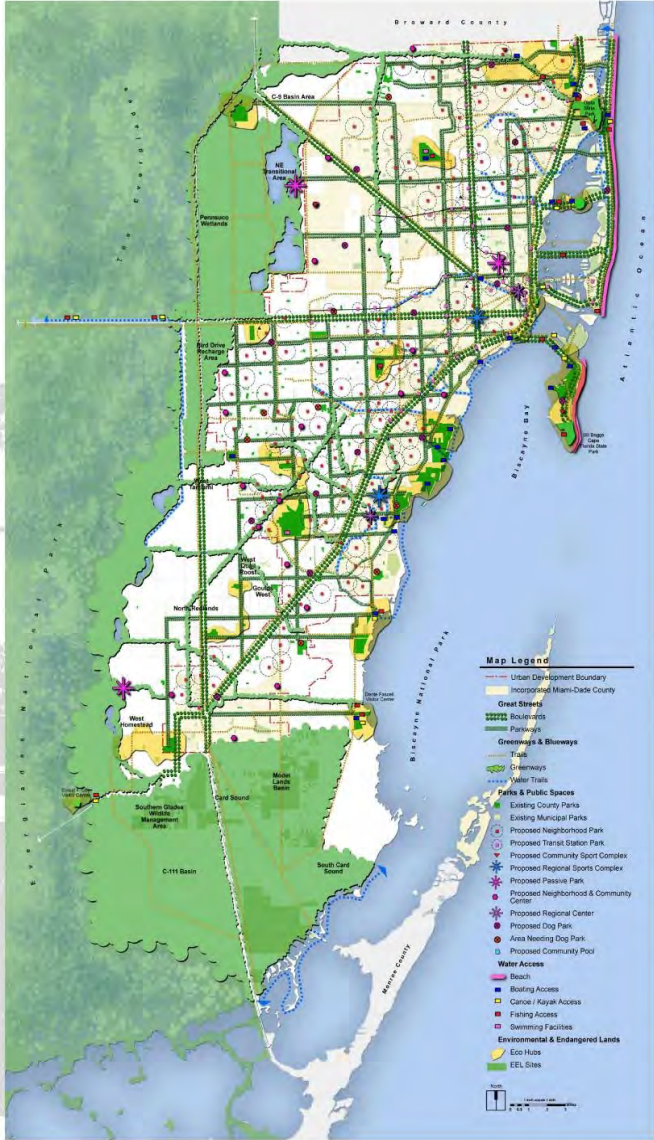 Broward County
C-9 Basin Area
The Everglades
NE
Transitional
Area
Pennsuco
Wetlands
Atlantic Ocean
Bird Drive
Recharge
Area
Bill Baggs
Cape
Florida State
Park
Biscayne Bay
West
Goulds
West
North Redlands
Everglades National Park
Biscayne National Park
Dante Fascell
Visitor Center
West
Homestead
Model
Lands
Basin
Card Sound
Southern Glades
Wildlife
Management
Area
C-111 Basin
South Card
Sound
Monroe County
Map Legend
Urban Development Boundary
Incorporated Miami-Dade County
Great Streets
Boulevards
Parkways
Greenways & Blueways
Trails
Greenways
Water Trails
Parks & Public Spaces
Existing County Parks
Existing Municipal Parks
Proposed Neighborhood Park
Proposed Transit Station Park
Proposed Community Sport Complex
Proposed Regional Sports Complex
Proposed Passive Park
Proposed Neighborhood & Community
Center
Proposed Regional Center
Proposed Dog Park
Area Needing Dog Park
Proposed Community Pool
Water Access
Beach
Boating Access
Canoe / Kayak Access
Fishing Access
Swimming Facilities
Environmental & Endangered Lands
Eco Hubs
EEL Sites
North